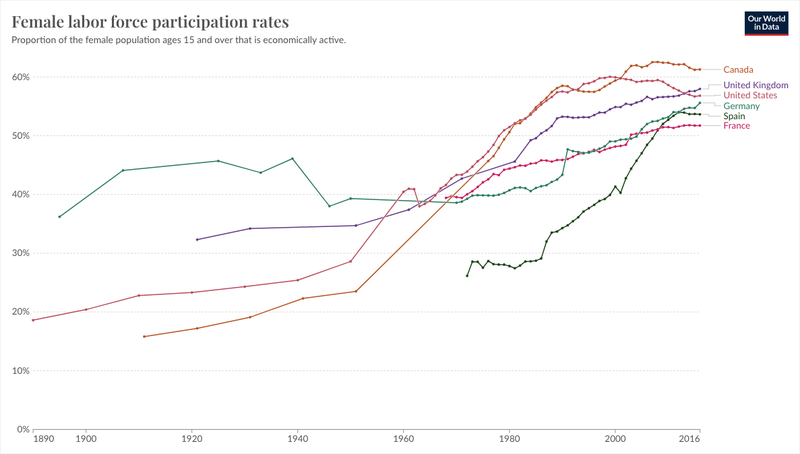 Female labor force participation rates
Our World
in Data
Proportion of the female population ages 15 and over that is economically active.
60%
50%
40%
30%
20%
10%
0%
Canada
United Kingdom
United States
Germany
Spain
France
1890
1900
1920
1940
1960
1980
2000
2016